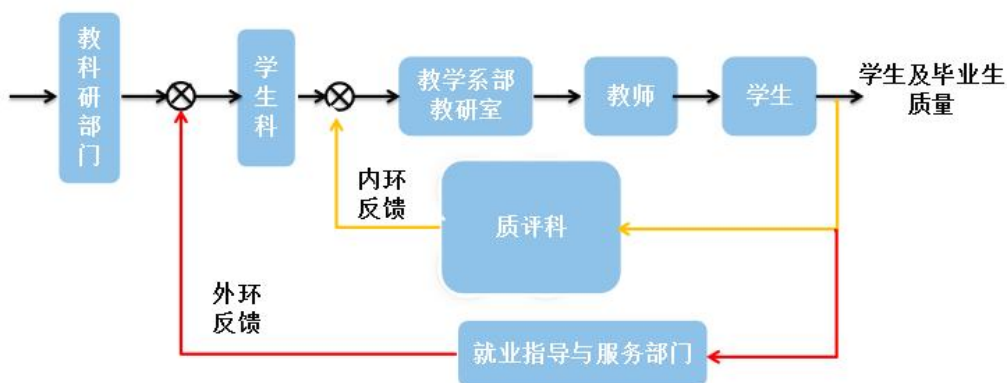 教
科
研
部
门
学
生
科
教学系部
教研室
教师
学生
学生及毕业生
质量
内环
反馈
质评科
外环
反馈
就业指导与服务部门